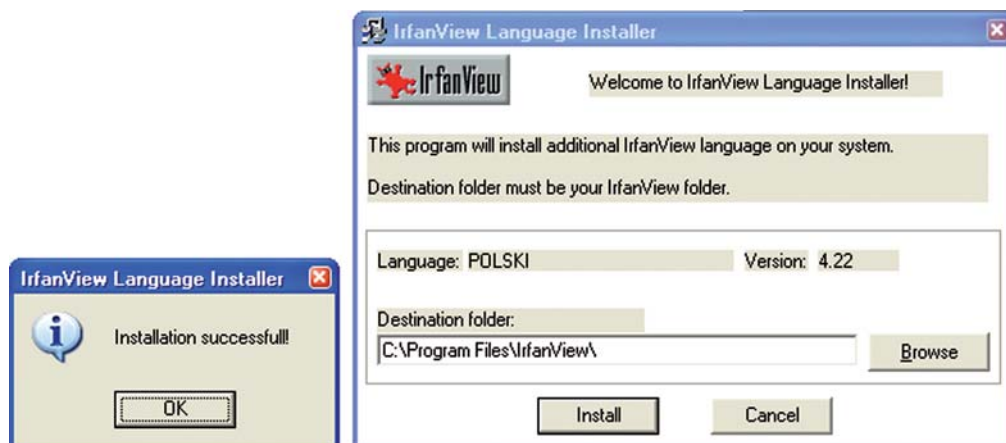 IrfanView Language Installer
IrfanView
Welcome to IrfanView Language Installer!
This program will install additional IrfanView language on your system.
Destination folder must be your IrfanView folder.
Language: POLSKI Version: 4.22
Destination folder:
C:\Program Files\IrfanView\ Browse
Install Cancel
IrfanView Language Installer
Installation successfull!
OK